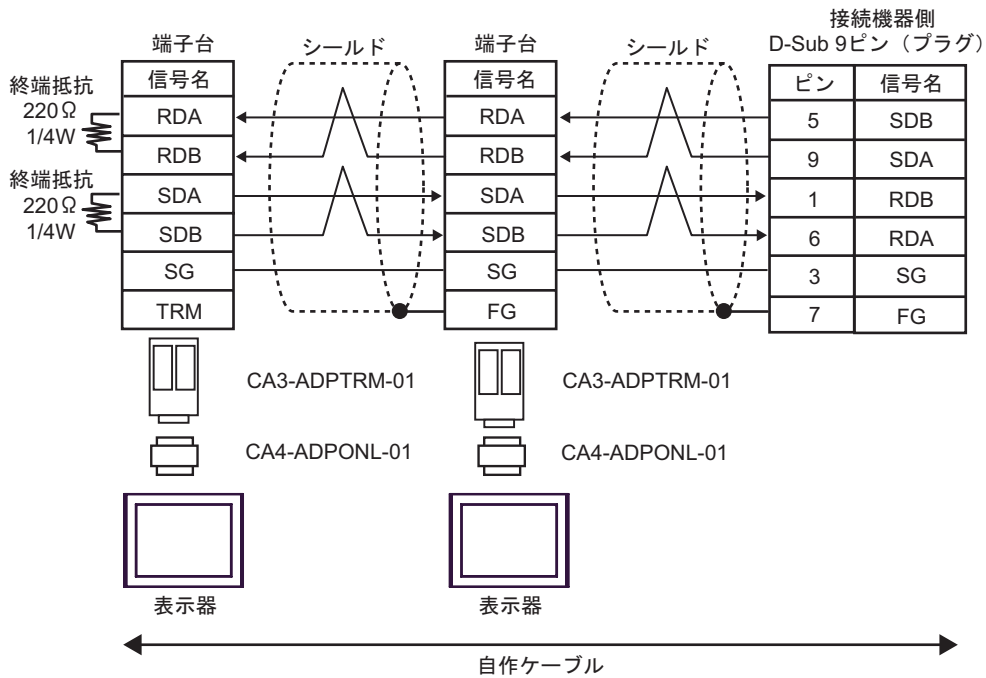 接続機器側
D-Sub 9ピン（プラグ）
端子台
シールド
端子台
シールド
終端抵抗
220Ω
1/4W
終端抵抗
220Ω
1/4W
信号名
RDA
RDB
SDA
SDB
SG
TRM
信号名
RDA
RDB
SDA
SDB
SG
FG
ピン 信号名
5 SDB
9 SDA
1 RDB
6 RDA
3 SG
7 FG
CA3-ADPTRM-01
CA3-ADPTRM-01
CA4-ADPONL-01
CA4-ADPONL-01
表示器
表示器
自作ケーブル